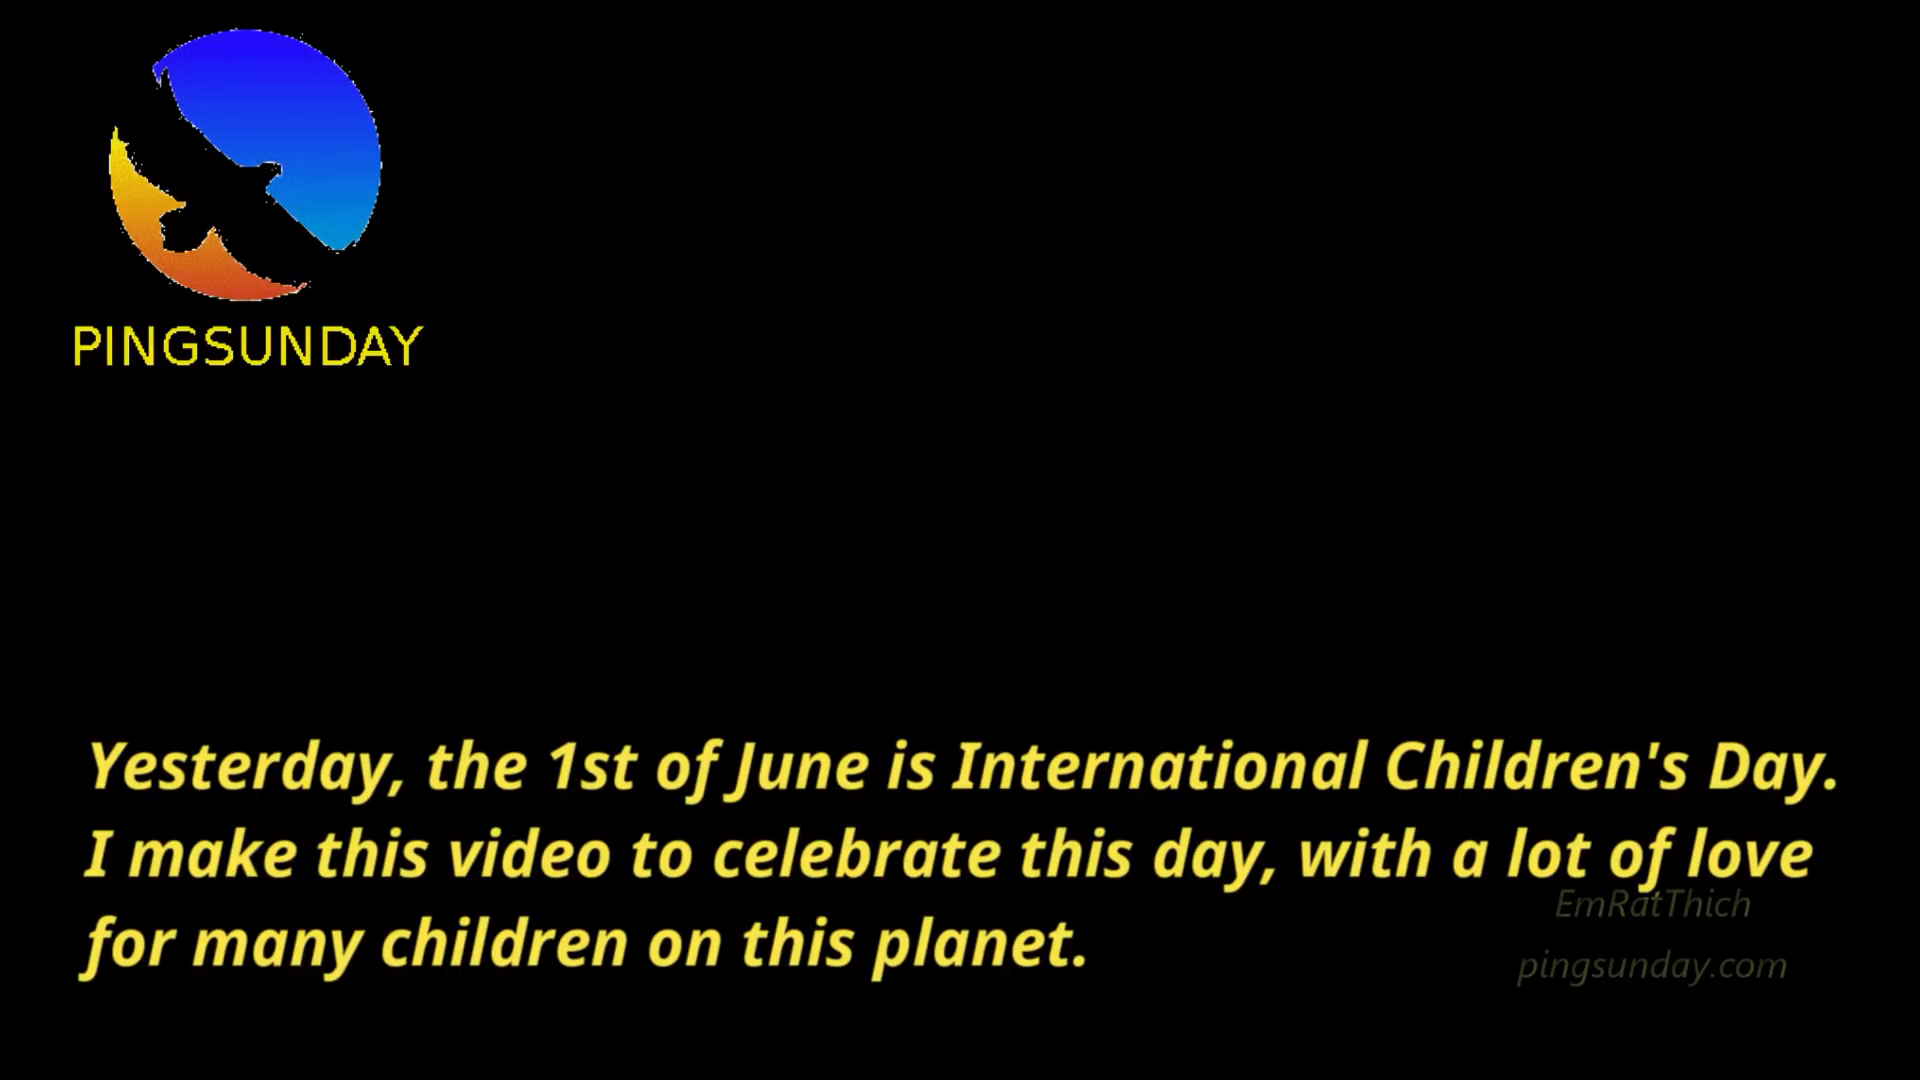 PINGSUNDAY
Yesterday, the 1st of June is International Children's Day.
I make this video to celebrate this day, with a lot of love
for many children on this planet.
EmRatThich
pingsunday.com